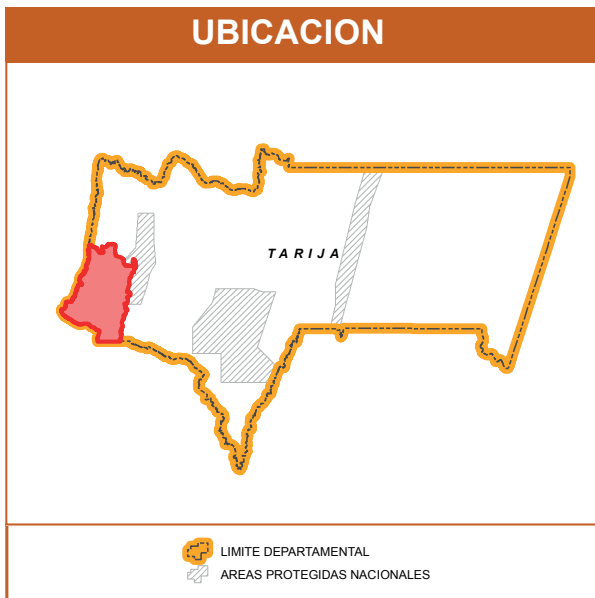 UBICACION
TARIJA
LIMITE DEPARTAMENTAL
AREAS PROTEGIDAS NACIONALES